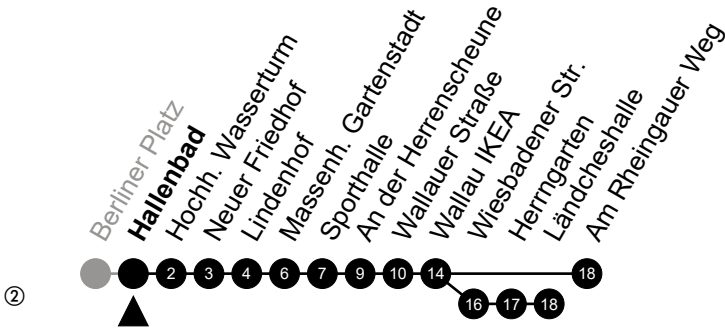 Berliner Platz
Hallenbad
Hochh. Wasserturm
Neuer Friedhof
Lindenhof
Massenh. Gartenstadt
Sporthalle
An der Herrenscheune
Wallauer Straße
Wallau IKEA
Wiesbadener Str.
Herrngarten
Ländcheshalle
Am Rheingauer Weg
2 3 4 6 7 9 10 14 18
② 16 17 18